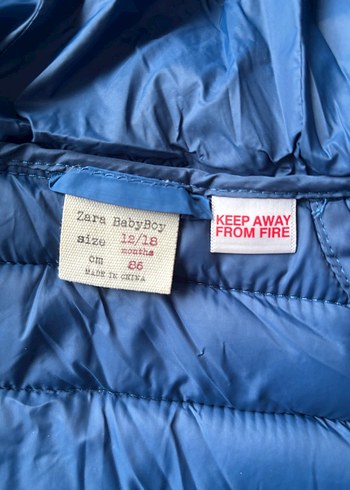 Zara BabyBoy
size 12/18
months
cm 86
MADE IN CHINA
KEEP AWAY
FROM FIRE